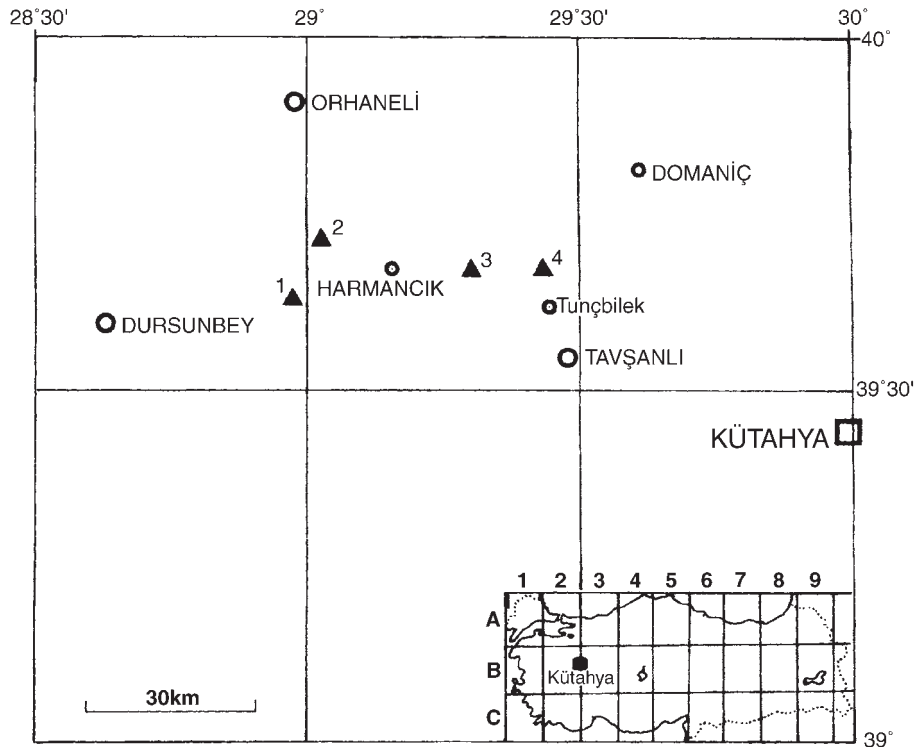 28˚30' 29˚ 29˚30' 30˚
40˚
ORHANELİ
DOMANİÇ
2
3 4
1 HARMANCIK
Tunçbilek
DURSUNBEY
TAVŞANLI
39˚30'
KÜTAHYA
1 2 3 4 5 6 7 8 9
A
B
Kütahya
30km
C
39˚